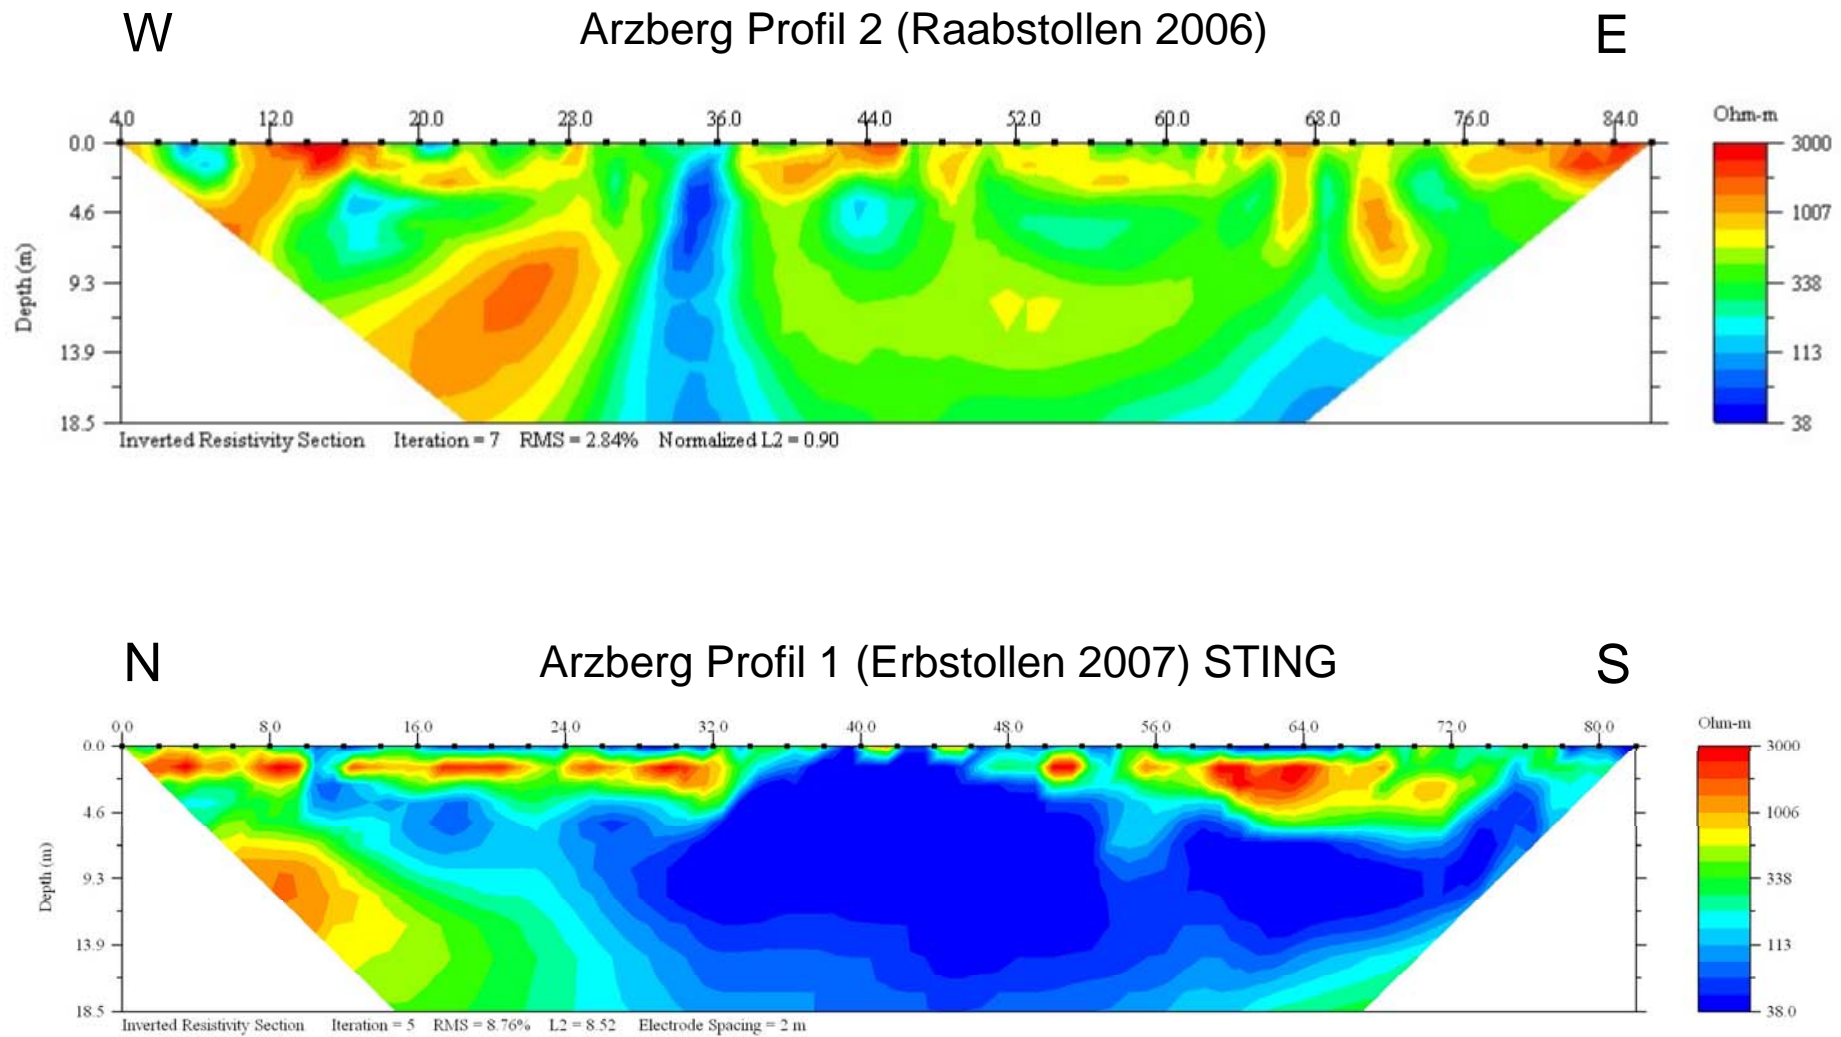 W Arzberg Profil 2 (Raabstollen 2006) E
4.0 12.0 20.0 28.0 36.0 44.0 52.0 60.0 68.0 76.0 84.0
Ohm-m
0.0
4.6
9.3
13.9
18.5
Depth (m)
3000
1007
338
113
38
Inverted Resistivity Section Iteration = 7 RMS = 2.84% Normalized L2 = 0.90
N Arzberg Profil 1 (Erbstollen 2007) STING S
0.0 8.0 16.0 24.0 32.0 40.0 48.0 56.0 64.0 72.0 80.0
Ohm-m
0.0
4.6
9.3
13.9
18.5
Depth (m)
3000
1006
338
113
38.0
Inverted Resistivity Section Iteration = 5 RMS = 8.76% L2 = 8.52 Electrode Spacing = 2 m